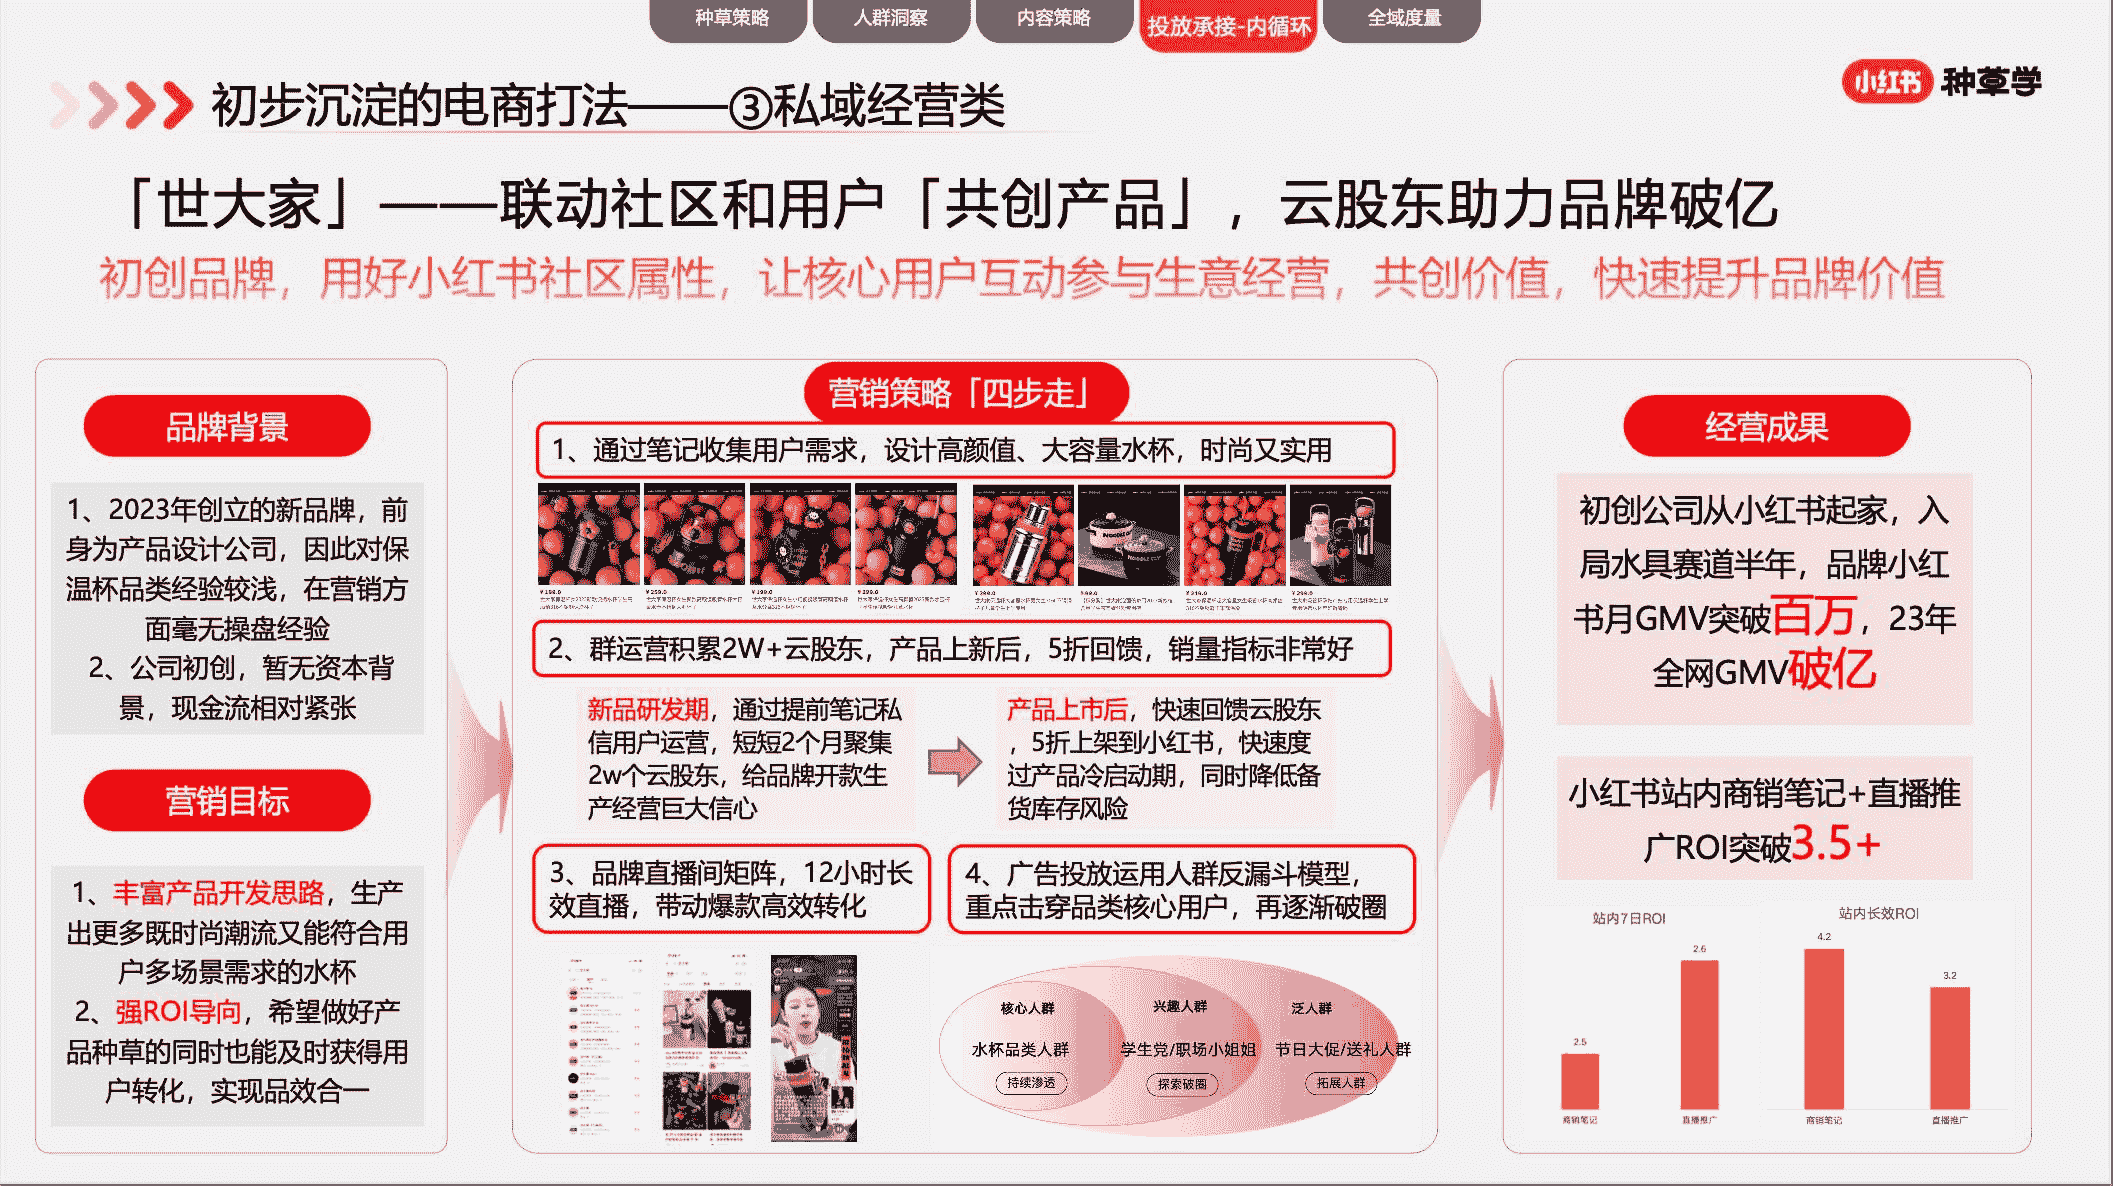 种草策略
人群洞察
内容策略
投放承接-内循环
全域度量
小红书 种草学
初步沉淀的电商打法——③私域经营类
「世大家」——联动社区和用户「共创产品」，云股东助力品牌破亿
初创品牌，用好小红书社区属性，让核心用户互动参与生意经营，共创价值，快速提升品牌价值
品牌背景
1、2023年创立的新品牌，前
身为产品设计公司，因此对保
温杯品类经验较浅，在营销方
面毫无操盘经验
2、公司初创，暂无资本背
景，现金流相对紧张
营销目标
1、丰富产品开发思路，生产
出更多既时尚潮流又能符合用
户多场景需求的水杯
2、强ROI导向，希望做好产
品种草的同时也能及时获得用
户转化，实现品效合一
营销策略「四步走」
1、通过笔记收集用户需求，设计高颜值、大容量水杯，时尚又实用
2、群运营积累2W+云股东，产品上新后，5折回馈，销量指标非常好
新品研发期，通过提前笔记私
信用户运营，短短2个月聚集
2w个云股东，给品牌开款生
产经营巨大信心
产品上市后，快速回馈云股东
，5折上架到小红书，快速度
过产品冷启动期，同时降低备
货库存风险
3、品牌直播间矩阵，12小时长
效直播，带动爆款高效转化
4、广告投放运用人群反漏斗模型，
重点击穿品类核心用户，再逐渐破圈
核心人群
水杯品类人群
持续渗透
兴趣人群
学生党/职场小姐姐
探索破圈
泛人群
节日大促/送礼人群
拓展人群
经营成果
初创公司从小红书起家，入
局水具赛道半年，品牌小红
书月GMV突破百万，23年
全网GMV破亿
小红书站内商销笔记+直播推
广ROI突破3.5+
站内7日ROI
2.5
2.6
商销笔记
直播推广
站内长效ROI
4.2
3.2
商销笔记
直播推广